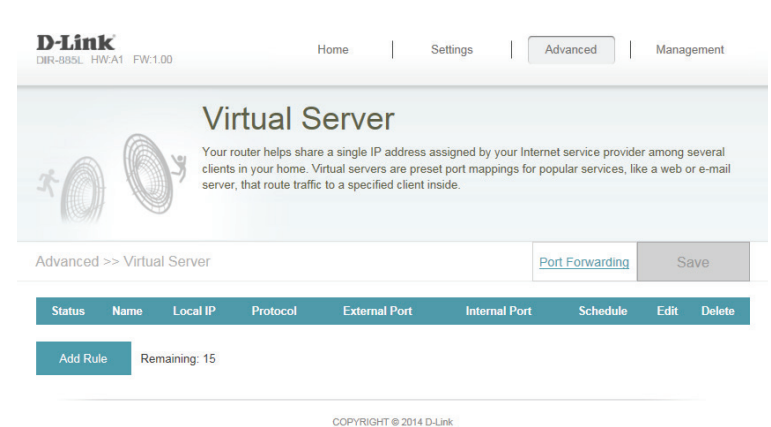 D-Link
DIR-885L HW:A1 FW:1.00
Home Settings Advanced Management
Virtual Server
Your router helps share a single IP address assigned by your Internet service provider among several
clients in your home. Virtual servers are preset port mappings for popular services, like a web or e-mail
server, that route traffic to a specified client inside.
Advanced >> Virtual Server
Port Forwarding
Save
Status Name Local IP Protocol External Port Internal Port Schedule Edit Delete
Add Rule Remaining: 15
COPYRIGHT © 2014 D-Link